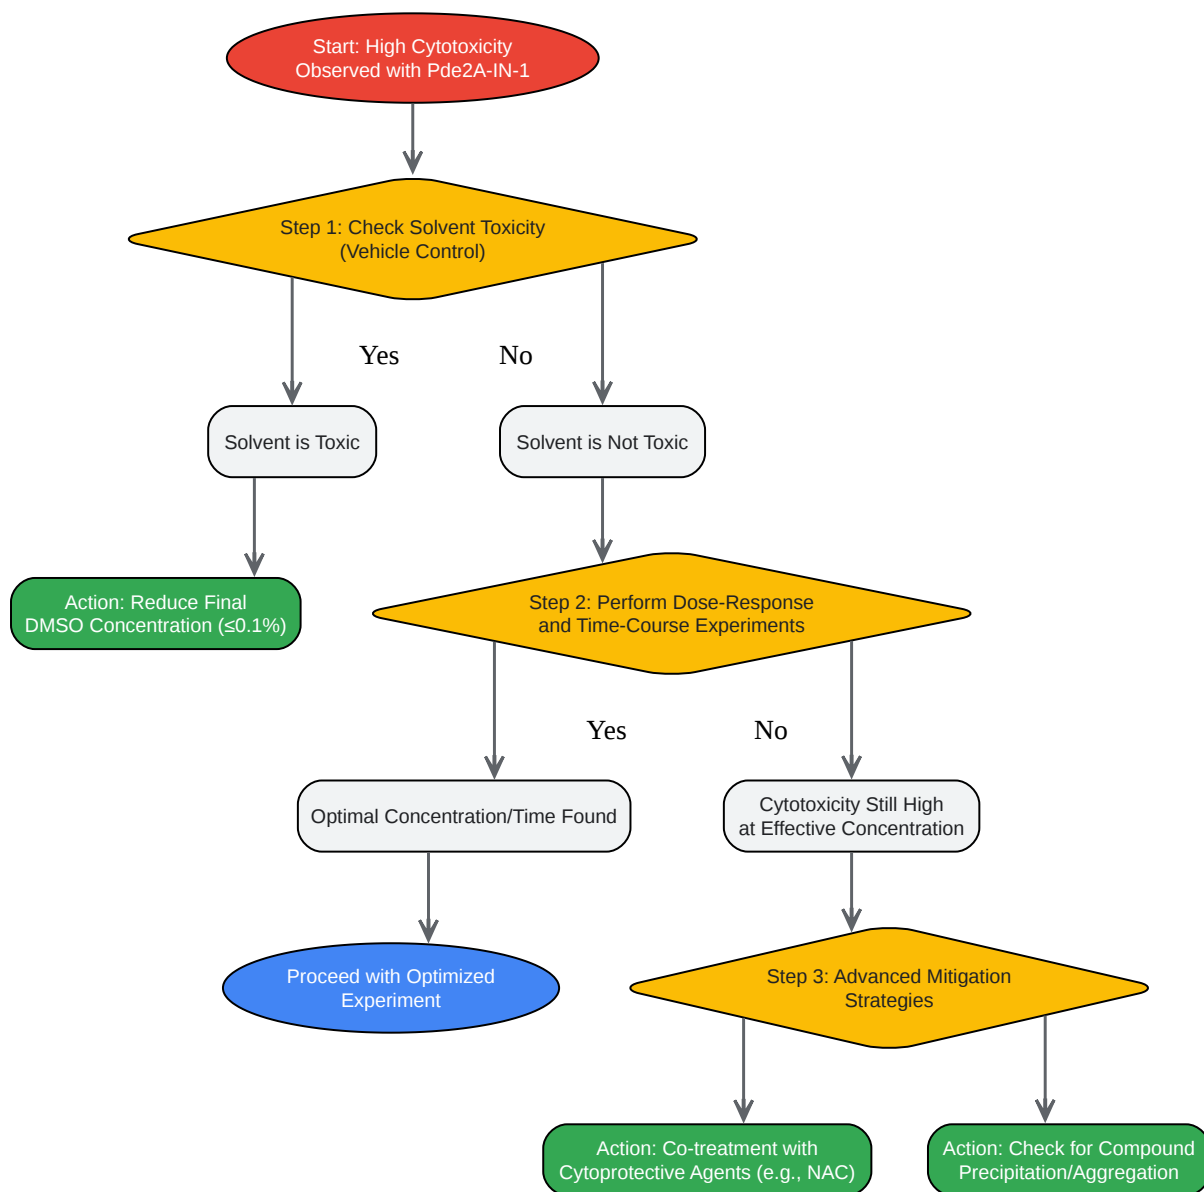 Start: High Cytotoxicity
Observed with Pde2A-IN-1
Step 1: Check Solvent Toxicity
(Vehicle Control)
Yes
No
Solvent is Toxic
Solvent is Not Toxic
Action: Reduce Final
DMSO Concentration (≤0.1%)
Step 2: Perform Dose-Response
and Time-Course Experiments
Yes
No
Optimal Concentration/Time Found
Cytotoxicity Still High
at Effective Concentration
Proceed with Optimized
Experiment
Step 3: Advanced Mitigation
Strategies
Action: Co-treatment with
Cytoprotective Agents (e.g., NAC)
Action: Check for Compound
Precipitation/Aggregation